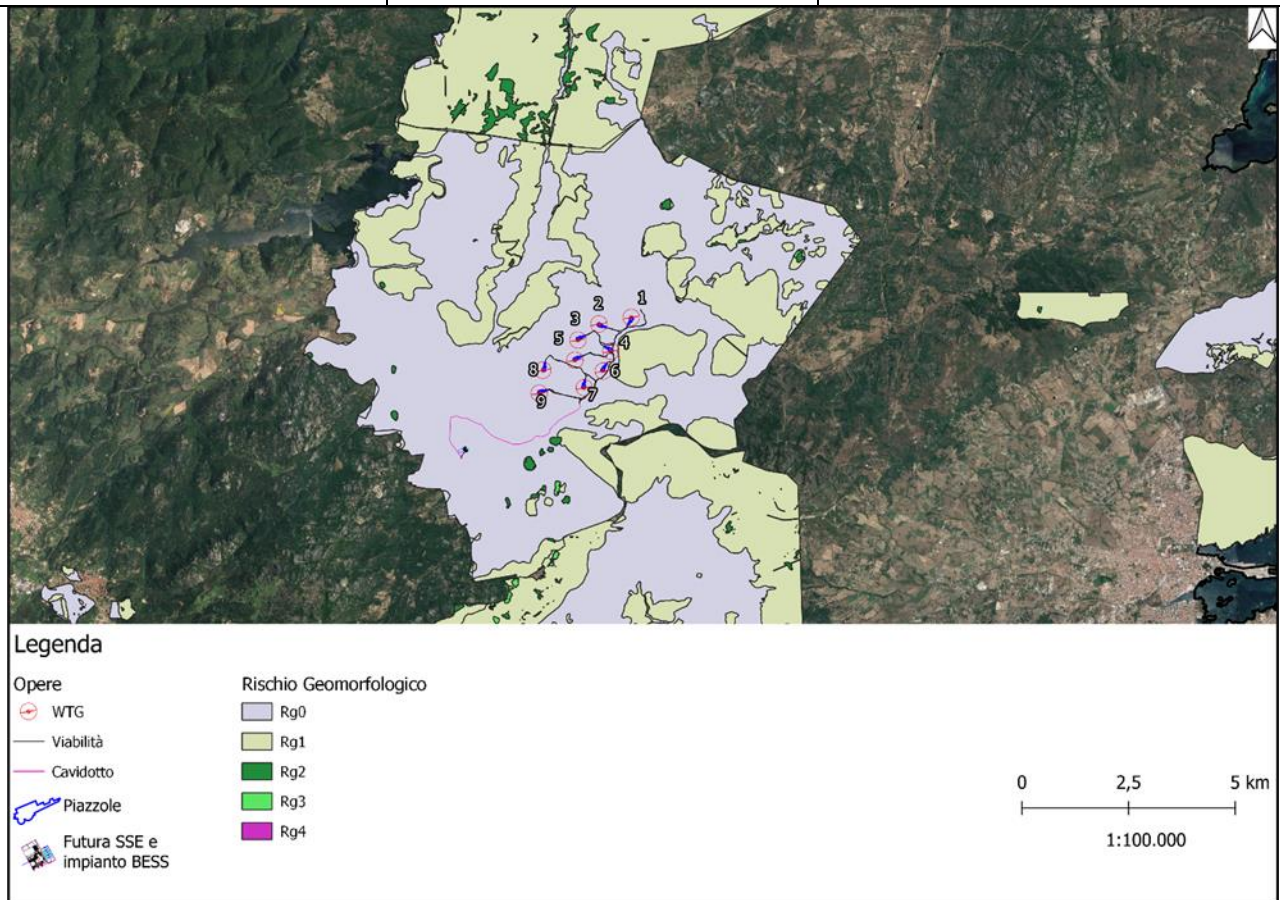 1
2
3
4
5
6
8
7
9
Legenda
Opere
WTG
Viabilità
Cavidotto
Piazzole
Futura SSE e
impianto BESS
Rischio Geomorfologico
Rg0
Rg1
Rg2
Rg3
Rg4
0 2,5 5 km
1:100.000